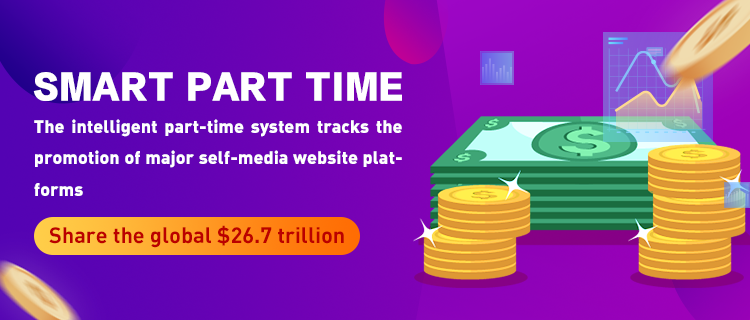 SMART PART TIME
The intelligent part-time system tracks the
promotion of major self-media website plat-
forms
Share the global $26.7 trillion